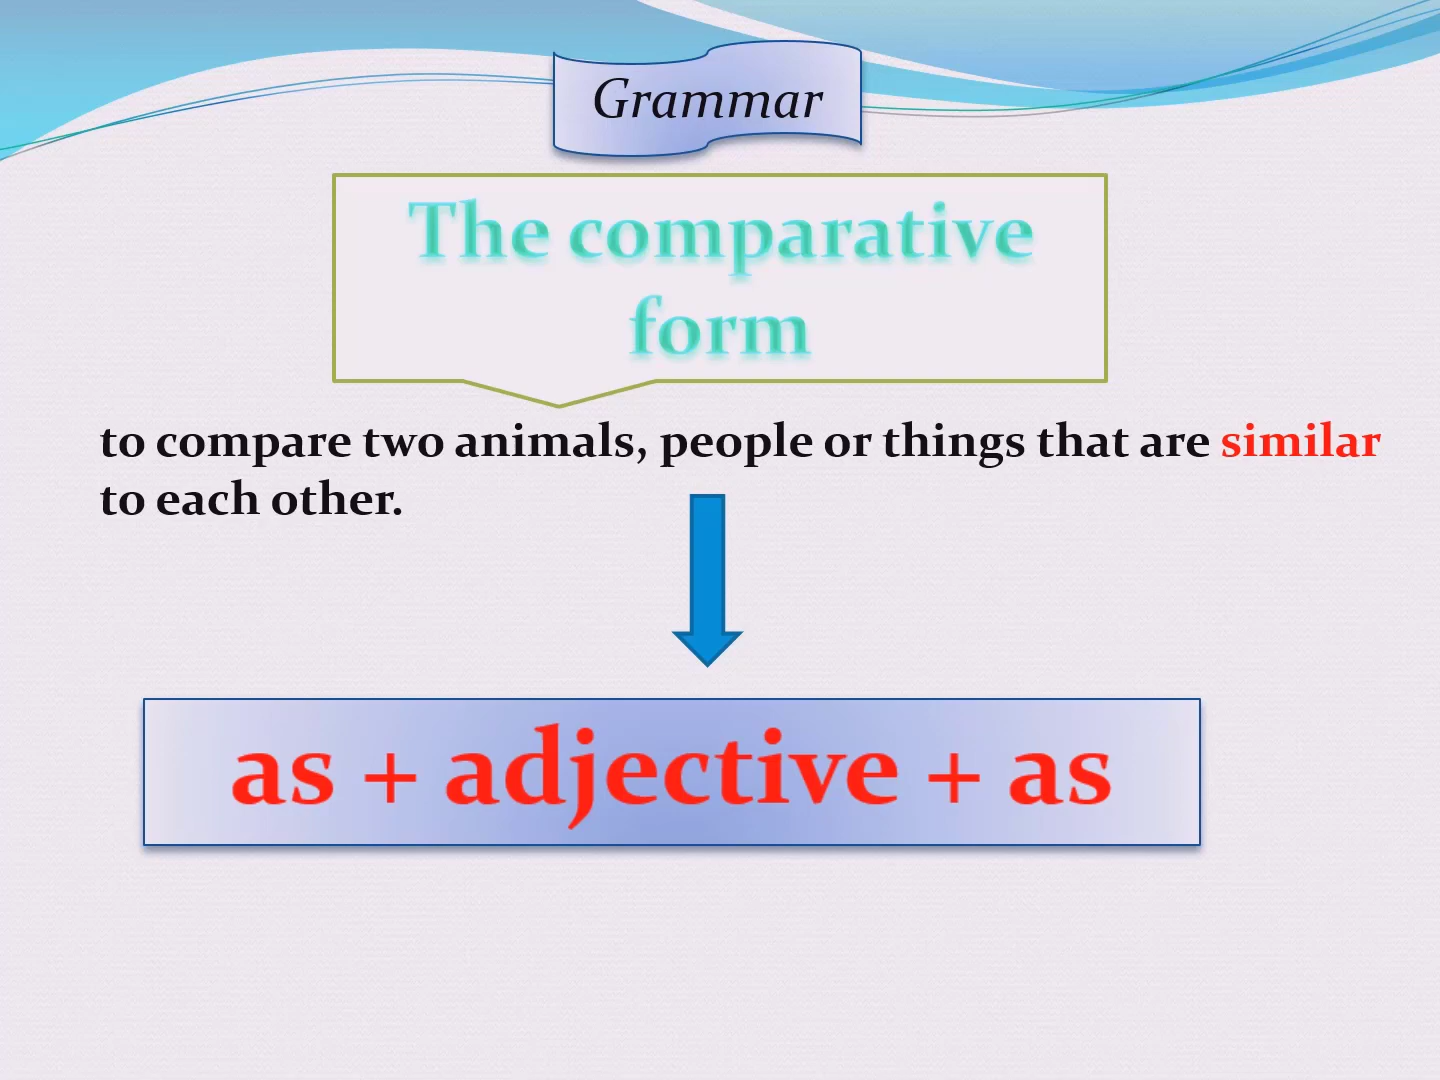 Grammar
The comparative
form
to compare two animals, people or things that are similar
to each other.
as + adjective + as